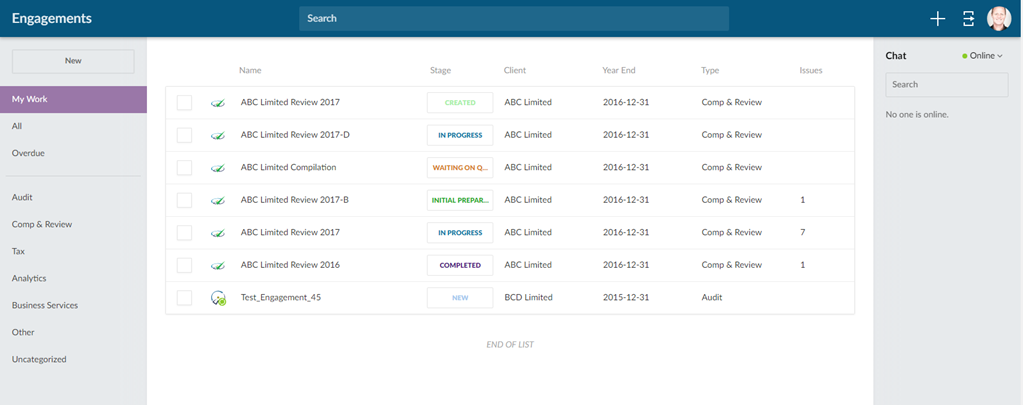 Engagements
Search
New
My Work
All
Overdue
Audit
Comp & Review
Tax
Analytics
Business Services
Other
Uncategorized
Name Stage Client Year End Type Issues
ABC Limited Review 2017 CREATED ABC Limited 2016-12-31 Comp & Review
ABC Limited Review 2017-D IN PROGRESS ABC Limited 2016-12-31 Comp & Review
ABC Limited Compilation WAITING ON Q... ABC Limited 2016-12-31 Comp & Review
ABC Limited Review 2017-B INITIAL PREPAR... ABC Limited 2016-12-31 Comp & Review 1
ABC Limited Review 2017 IN PROGRESS ABC Limited 2016-12-31 Comp & Review 7
ABC Limited Review 2016 COMPLETED ABC Limited 2016-12-31 Comp & Review 1
Test_Engagement_45 NEW BCD Limited 2015-12-31 Audit
END OF LIST
Chat Online
Search
No one is online.